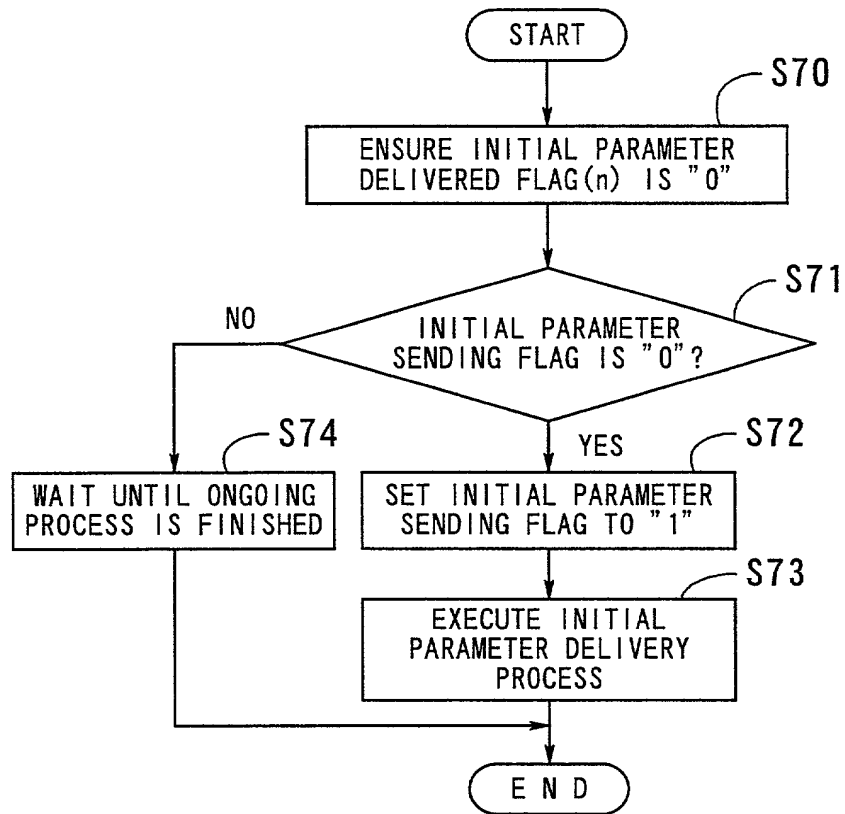 START
S70
ENSURE INITIAL PARAMETER
DELIVERED FLAG(n) IS "0"
S71
INITIAL PARAMETER
SENDING FLAG IS "0"?
NO
YES
S74
WAIT UNTIL ONGOING
PROCESS IS FINISHED
S72
SET INITIAL PARAMETER
SENDING FLAG TO "1"
S73
EXECUTE INITIAL
PARAMETER DELIVERY
PROCESS
END